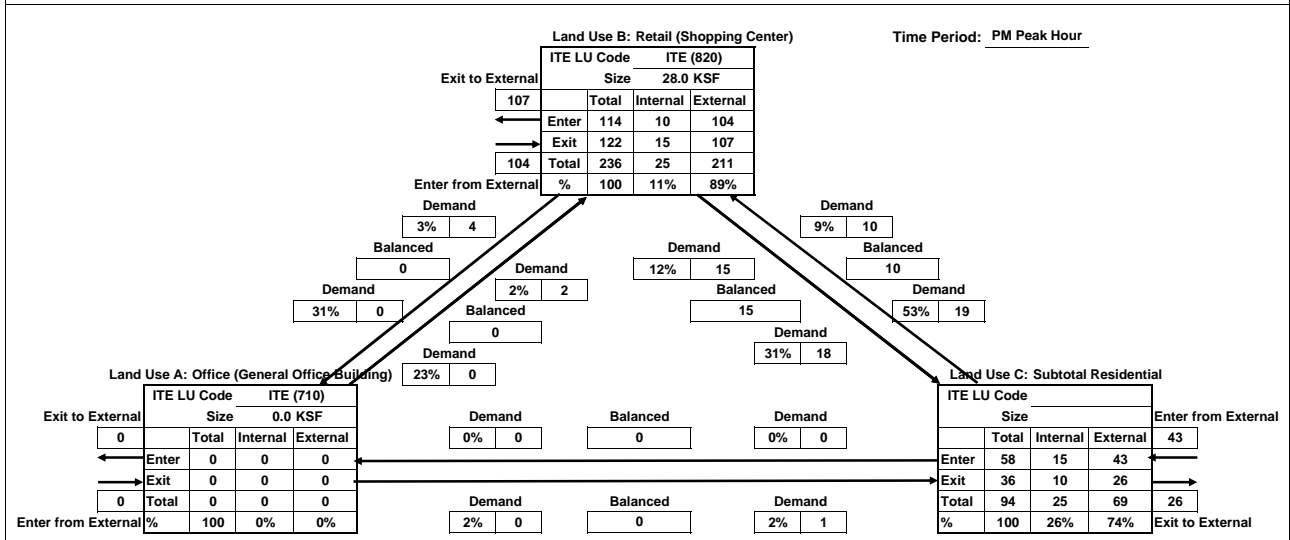 Land Use B: Retail (Shopping Center)
Time Period: PM Peak Hour
ITE LU Code ITE (820)
Exit to External Size 28.0 KSF
107 Total Internal External
Enter 114 10 104
Exit 122 15 107
104 Total 236 25 211
Enter from External % 100 11% 89%
Demand Demand
3% 4 9% 10
Balanced Demand Balanced
0 Demand 12% 15 10
Demand 2% 2 Balanced Demand
31% 0 Balanced 15 53% 19
0 Demand
Demand 31% 18
Land Use A: Office (General Office Building) 23% 0 Land Use C: Subtotal Residential
ITE LU Code ITE (710) ITE LU Code
Exit to External Size 0.0 KSF Demand Balanced Demand Size Enter from External
0 Total Internal External 0% 0 0 0% 0 Total Internal External 43
Enter 0 0 0 Enter 58 15 43
Exit 0 0 0 Exit 36 10 26
0 Total 0 0 0 Demand Balanced Demand Total 94 25 69 26
Enter from External % 100 0% 0% 2% 0 0 2% 1 % 100 26% 74% Exit to External